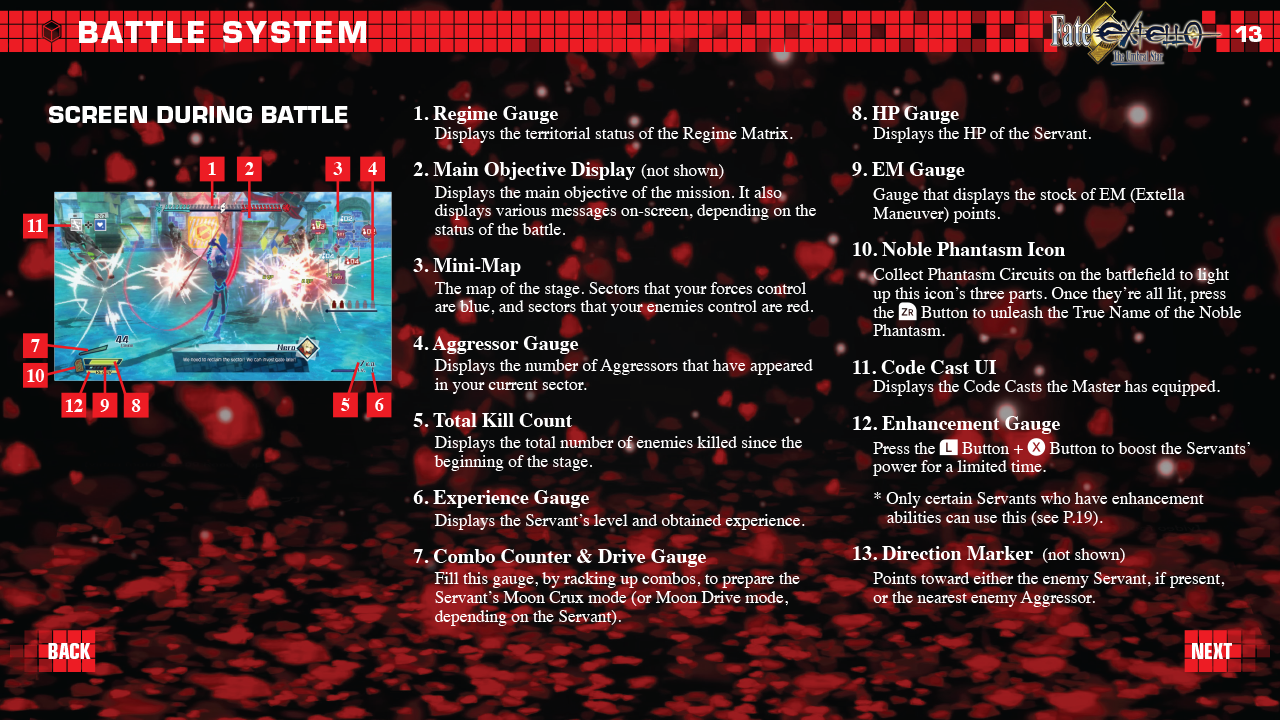 BATTLE SYSTEM
Fate/EXTELLA
The Umbral Star
13
SCREEN DURING BATTLE
1
2
3
4
11
7
10
12
9
8
5
6
44
Nero
We need to reclaim the sector! We can investigate later!
1. Regime Gauge
Displays the territorial status of the Regime Matrix.
2. Main Objective Display (not shown)
Displays the main objective of the mission. It also
displays various messages on-screen, depending on the
status of the battle.
3. Mini-Map
The map of the stage. Sectors that your forces control
are blue, and sectors that your enemies control are red.
4. Aggressor Gauge
Displays the number of Aggressors that have appeared
in your current sector.
5. Total Kill Count
Displays the total number of enemies killed since the
beginning of the stage.
6. Experience Gauge
Displays the Servant’s level and obtained experience.
7. Combo Counter & Drive Gauge
Fill this gauge, by racking up combos, to prepare the
Servant’s Moon Crux mode (or Moon Drive mode,
depending on the Servant).
8. HP Gauge
Displays the HP of the Servant.
9. EM Gauge
Gauge that displays the stock of EM (Extella
Maneuver) points.
10. Noble Phantasm Icon
Collect Phantasm Circuits on the battlefield to light
up this icon’s three parts. Once they’re all lit, press
the ZR Button to unleash the True Name of the Noble
Phantasm.
11. Code Cast UI
Displays the Code Casts the Master has equipped.
12. Enhancement Gauge
Press the L Button + X Button to boost the Servants’
power for a limited time.
* Only certain Servants who have enhancement
abilities can use this (see P.19).
13. Direction Marker (not shown)
Points toward either the enemy Servant, if present,
or the nearest enemy Aggressor.
BACK
NEXT